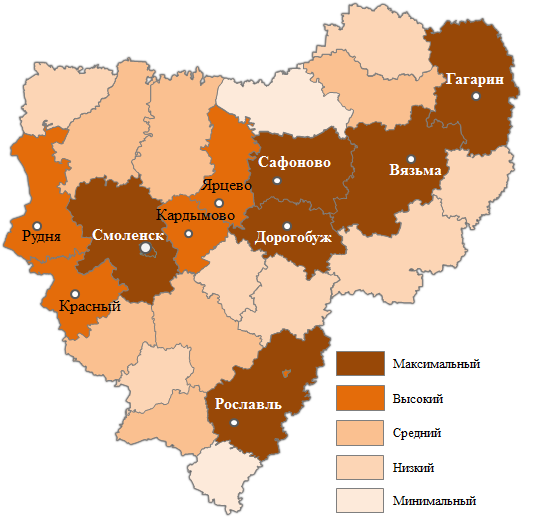 Гагарин
Сафоново
Вязьма
Ярцево
Кардымово
Рудня
Смоленск
Дорогобуж
Красный
Рославль
Максимальный
Высокий
Средний
Низкий
Минимальный